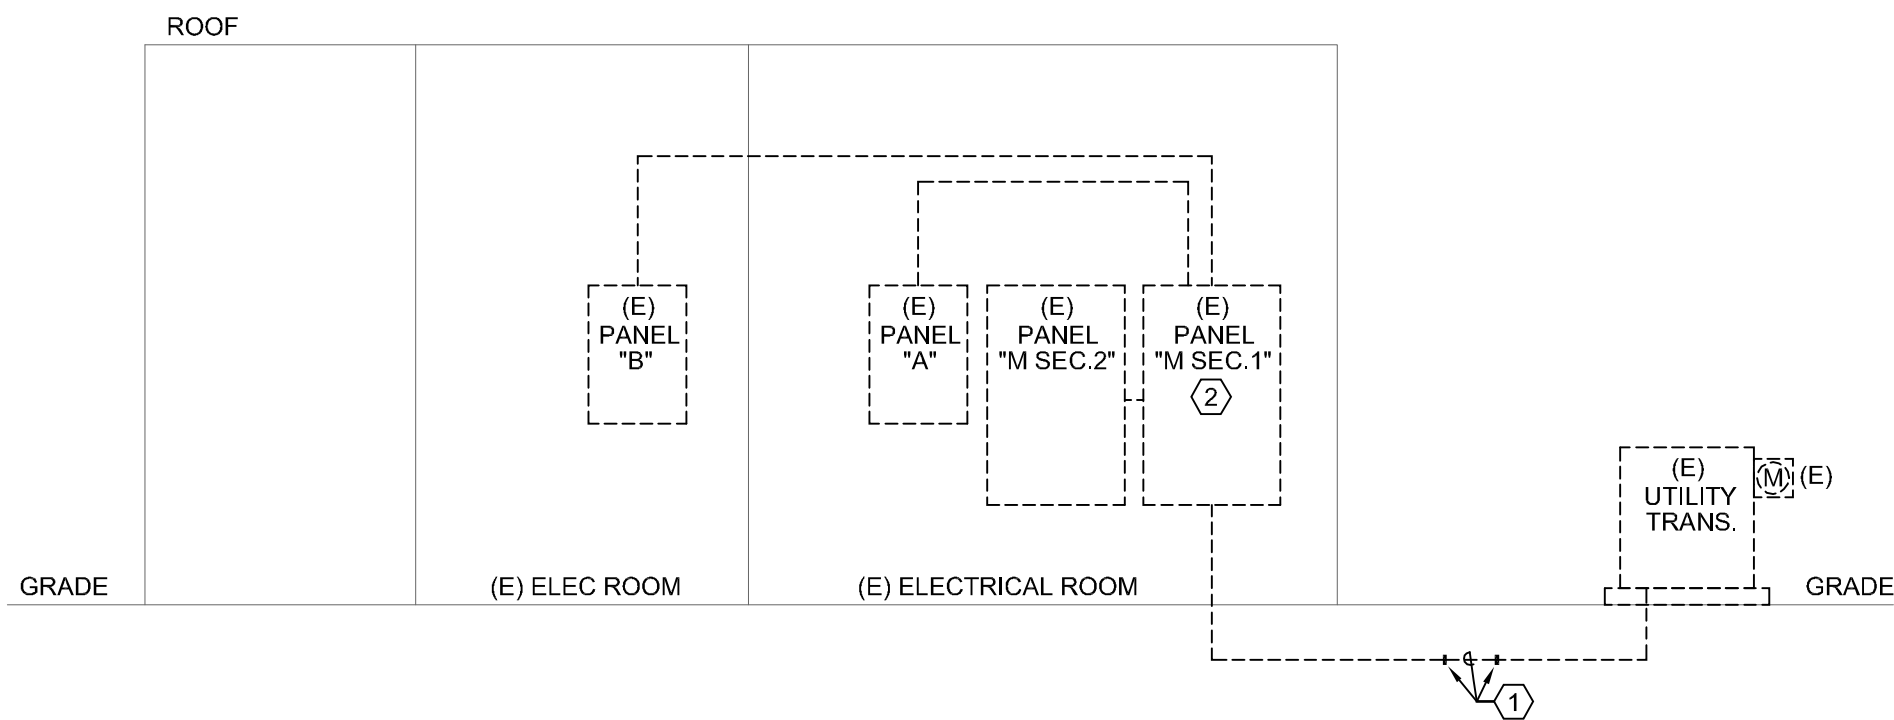 ROOF
(E)
PANEL
"B"
(E)
PANEL
"A"
(E)
PANEL
"M SEC.2"
(E)
PANEL
"M SEC.1"
2
(E)
UTILITY
TRANS.
M
(E)
GRADE
(E) ELEC ROOM
(E) ELECTRICAL ROOM
GRADE
1